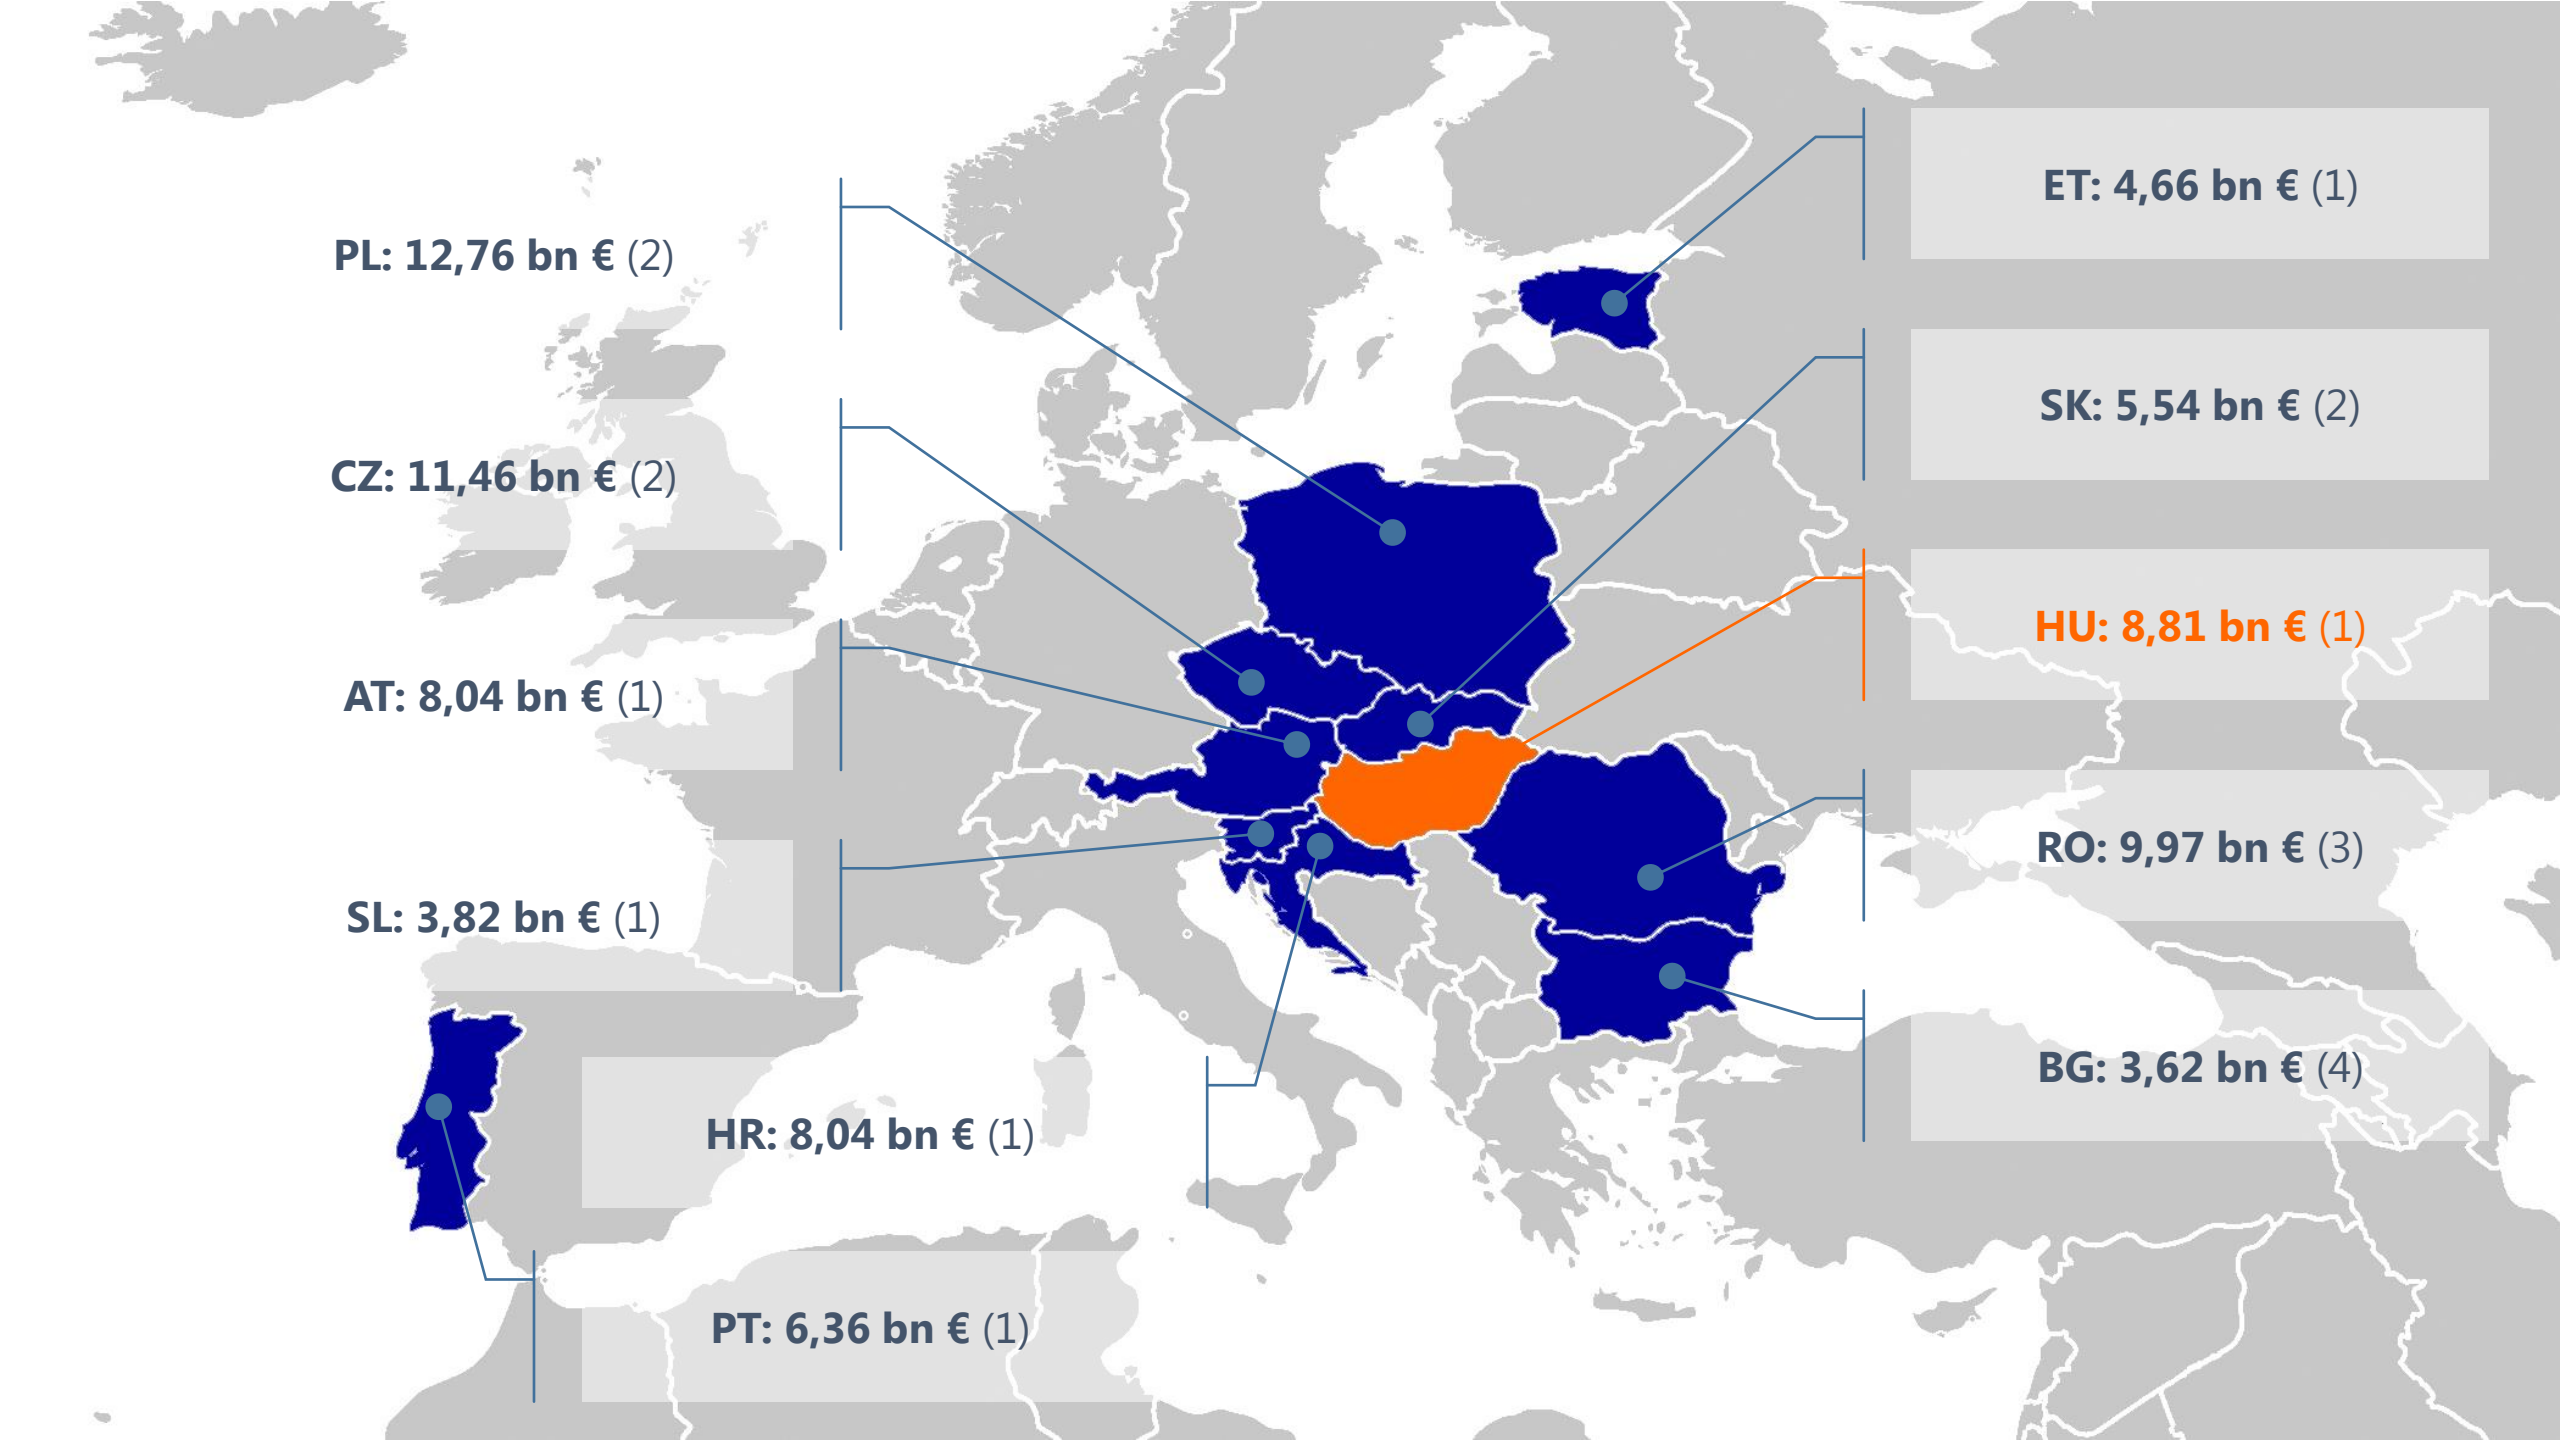 PL: 12,76 bn € (2)
CZ: 11,46 bn € (2)
AT: 8,04 bn € (1)
SL: 3,82 bn € (1)
HR: 8,04 bn € (1)
PT: 6,36 bn € (1)
ET: 4,66 bn € (1)
SK: 5,54 bn € (2)
HU: 8,81 bn € (1)
RO: 9,97 bn € (3)
BG: 3,62 bn € (4)